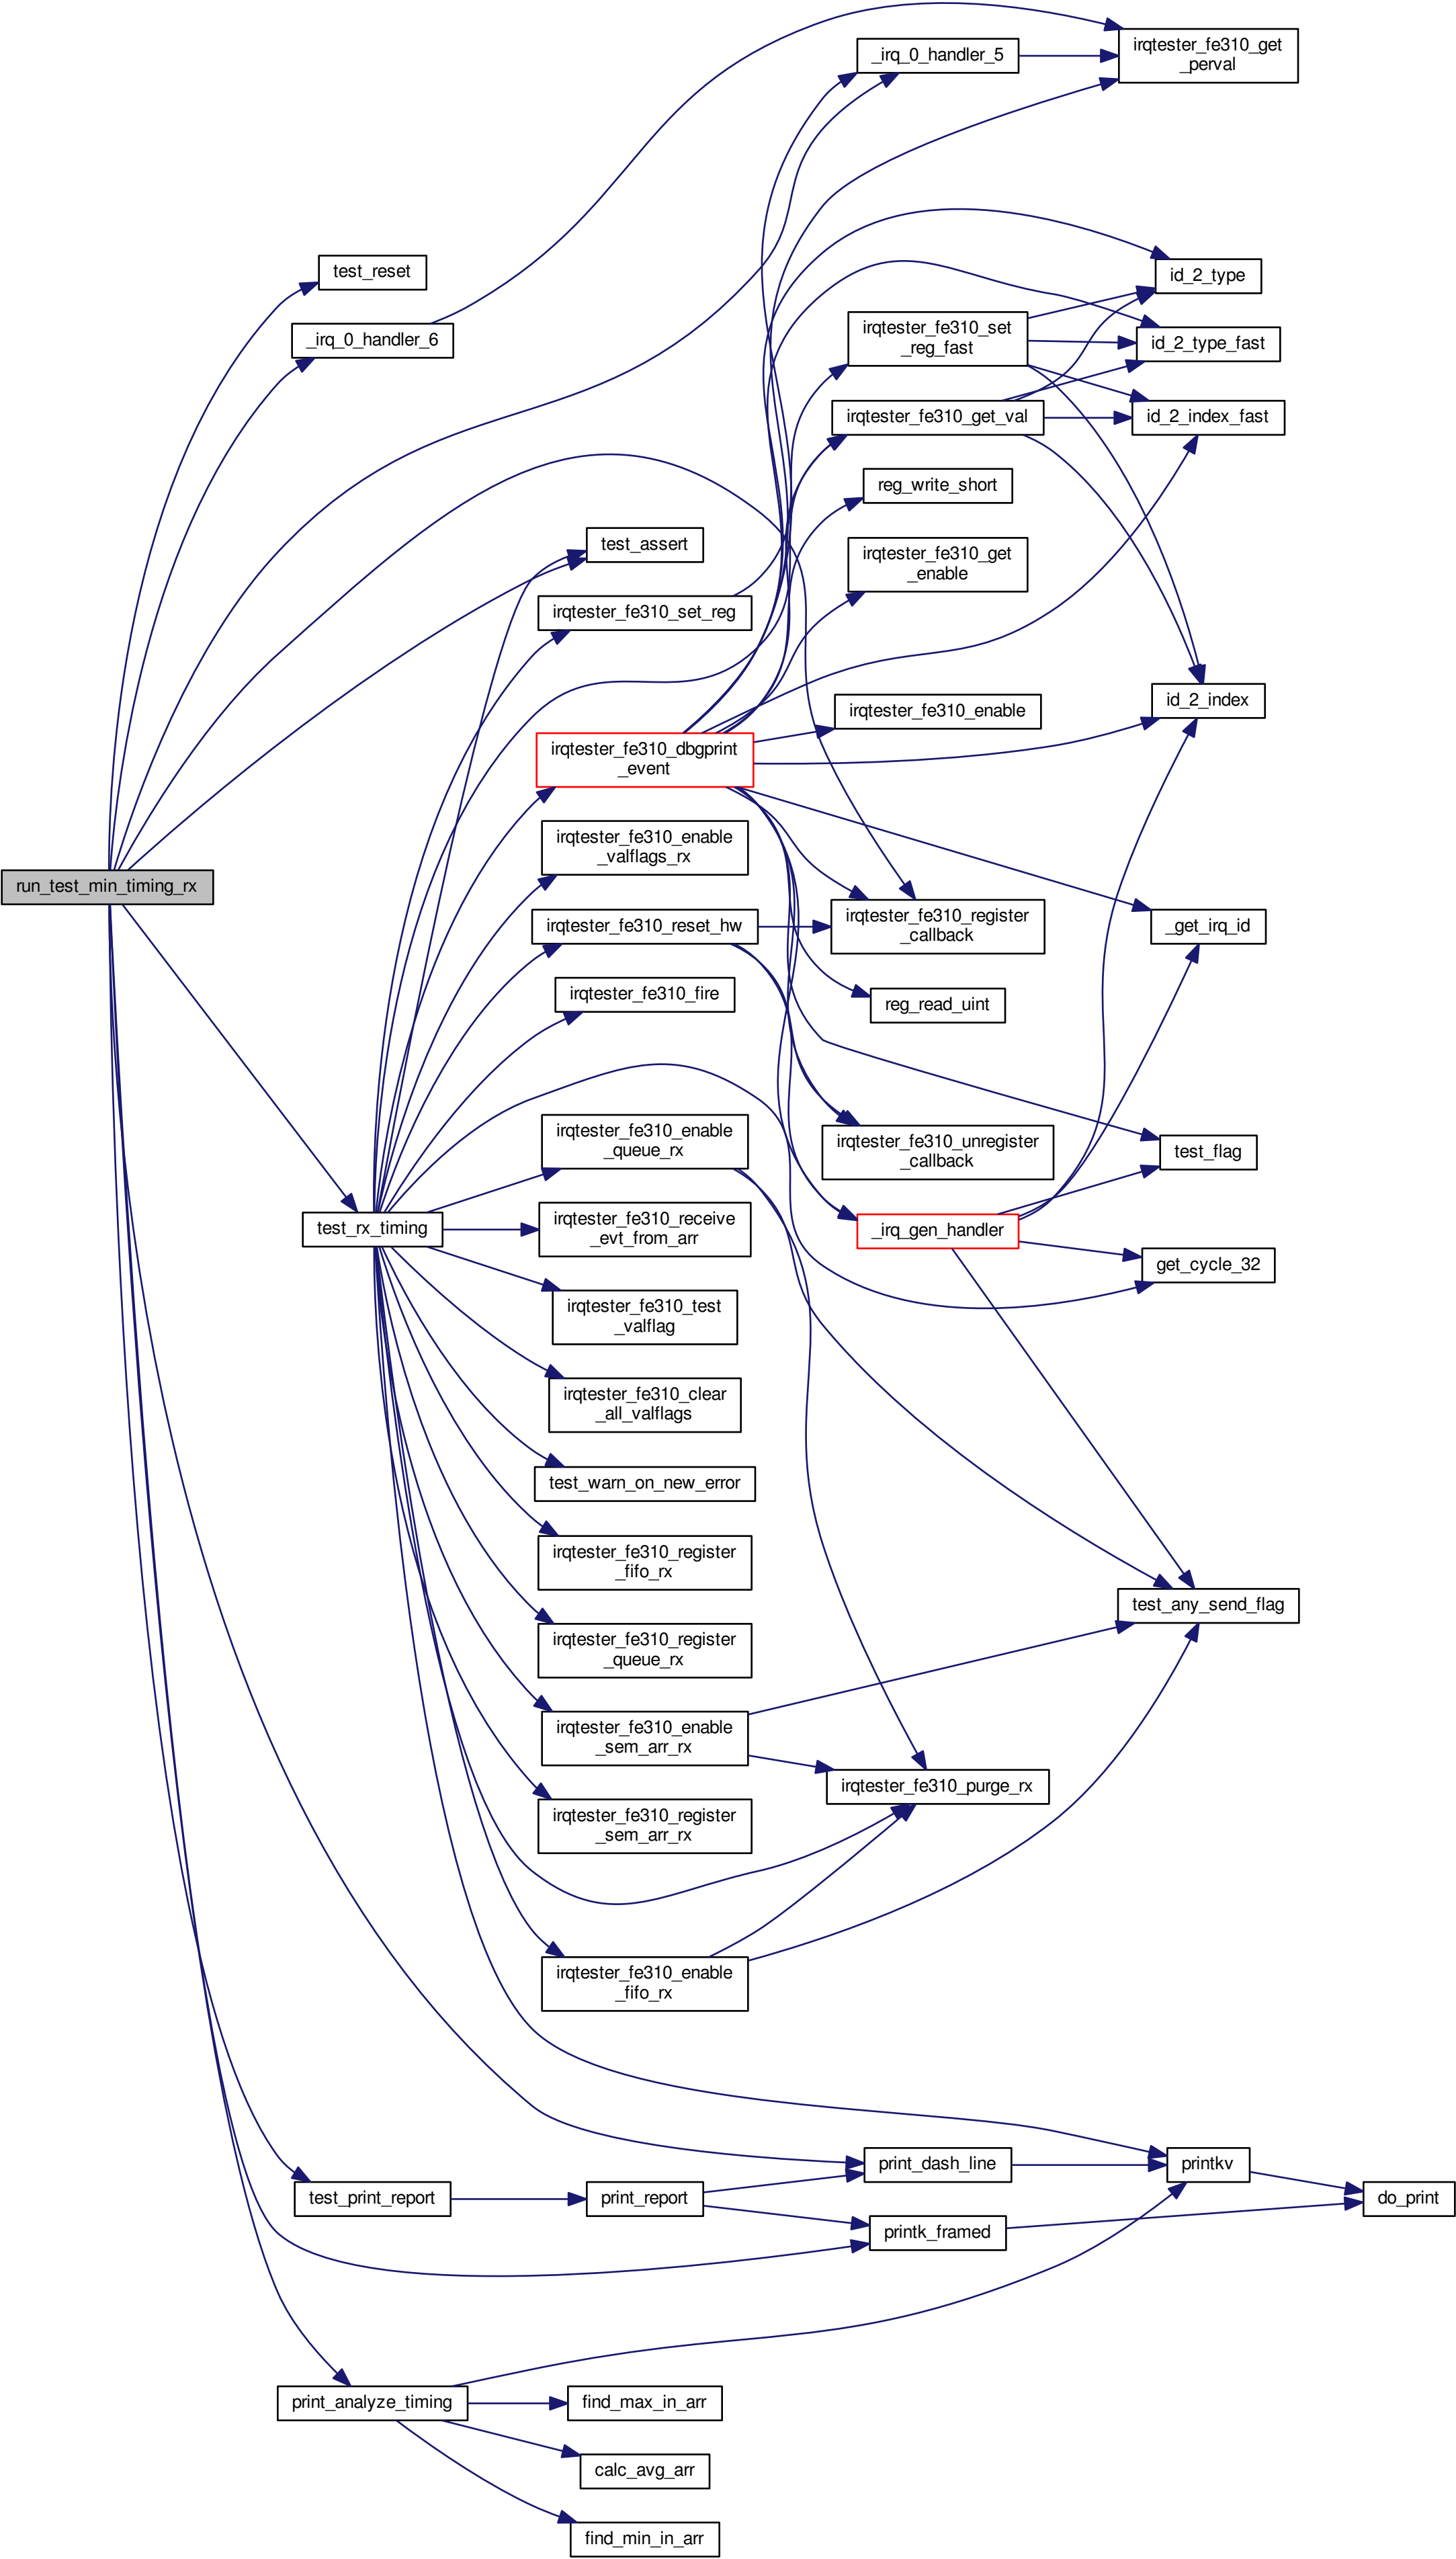 run_test_min_timing_rx
test_reset
_irq_0_handler_6
test_rx_timing
test_print_report
print_analyze_timing
test_assert
irqtester_fe310_set_reg
irqtester_fe310_dbgprint
_event
irqtester_fe310_enable
_valflags_rx
irqtester_fe310_reset_hw
irqtester_fe310_fire
irqtester_fe310_enable
_queue_rx
irqtester_fe310_receive
_evt_from_arr
irqtester_fe310_test
_valflag
irqtester_fe310_clear
_all_valflags
test_warn_on_new_error
irqtester_fe310_register
_fifo_rx
irqtester_fe310_register
_queue_rx
irqtester_fe310_enable
_sem_arr_rx
irqtester_fe310_register
_sem_arr_rx
irqtester_fe310_enable
_fifo_rx
print_report
find_max_in_arr
calc_avg_arr
find_min_in_arr
_irq_0_handler_5
irqtester_fe310_set
_reg_fast
irqtester_fe310_get_val
reg_write_short
irqtester_fe310_get
_enable
irqtester_fe310_enable
irqtester_fe310_register
_callback
reg_read_uint
irqtester_fe310_unregister
_callback
_irq_gen_handler
irqtester_fe310_purge_rx
print_dash_line
printk_framed
irqtester_fe310_get
_perval
id_2_type
id_2_type_fast
id_2_index_fast
id_2_index
_get_irq_id
test_flag
get_cycle_32
test_any_send_flag
printkv
do_print